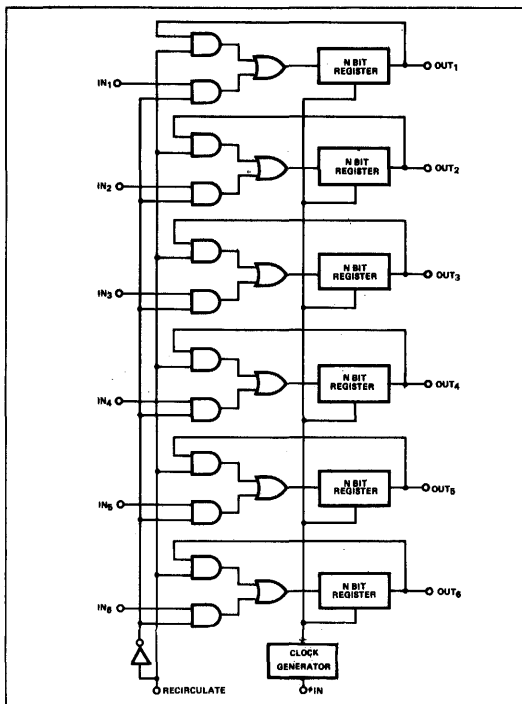 N BIT
REGISTER
OUT1
IN1
N BIT
REGISTER
OUT2
IN2
N BIT
REGISTER
OUT3
IN3
N BIT
REGISTER
OUT4
IN4
N BIT
REGISTER
OUT5
IN5
N BIT
REGISTER
OUT6
IN6
CLOCK
GENERATOR
RECIRCULATE
φIN